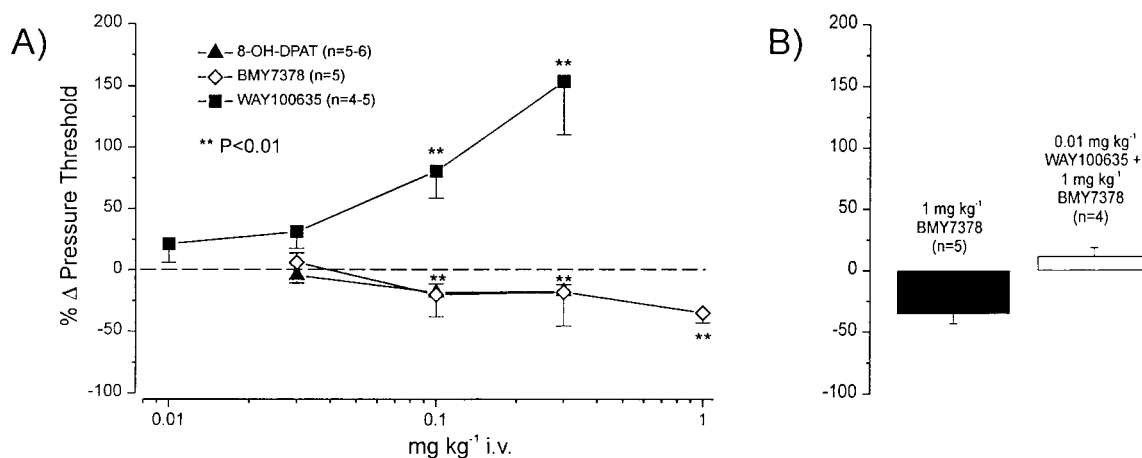 A)
200
150
100
50
0
-50
-100
% Δ Pressure Threshold
8-OH-DPAT (n=5-6)
BMY7378 (n=5)
WAY100635 (n=4-5)
** P<0.01
**
**
**
**
**
0.01
0.1
1
mg kg⁻¹ i.v.
B)
200
150
100
50
0
-50
-100
1 mg kg⁻¹
BMY7378
(n=5)
0.01 mg kg⁻¹
WAY100635 +
1 mg kg⁻¹
BMY7378
(n=4)